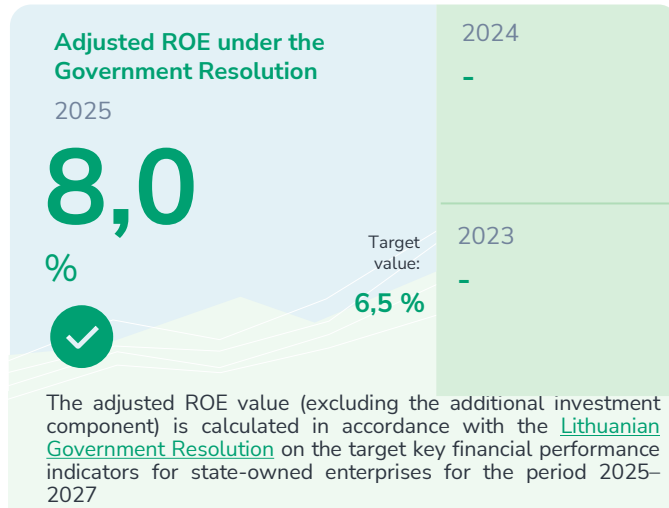 Adjusted ROE under the
Government Resolution
2025
8,0
%
Target
value:
6,5 %
2024
-
2023
-
The adjusted ROE value (excluding the additional investment
component) is calculated in accordance with the Lithuanian
Government Resolution on the target key financial performance
indicators for state-owned enterprises for the period 2025–
2027